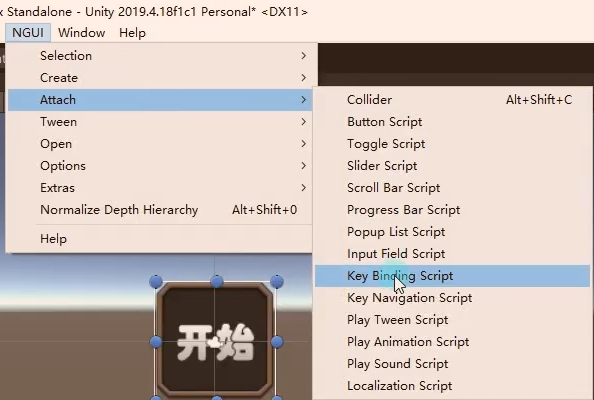 x Standalone - Unity 2019.4.18f1c1 Personal* <DX11>
NGUI Window Help
Selection >
Create >
Attach >
Tween >
Open >
Options >
Extras >
Normalize Depth Hierarchy Alt+Shift+0
Help
Collider Alt+Shift+C
Button Script
Toggle Script
Slider Script
Scroll Bar Script
Progress Bar Script
Popup List Script
Input Field Script
Key Binding Script
Key Navigation Script
Play Tween Script
Play Animation Script
Play Sound Script
Localization Script
开始